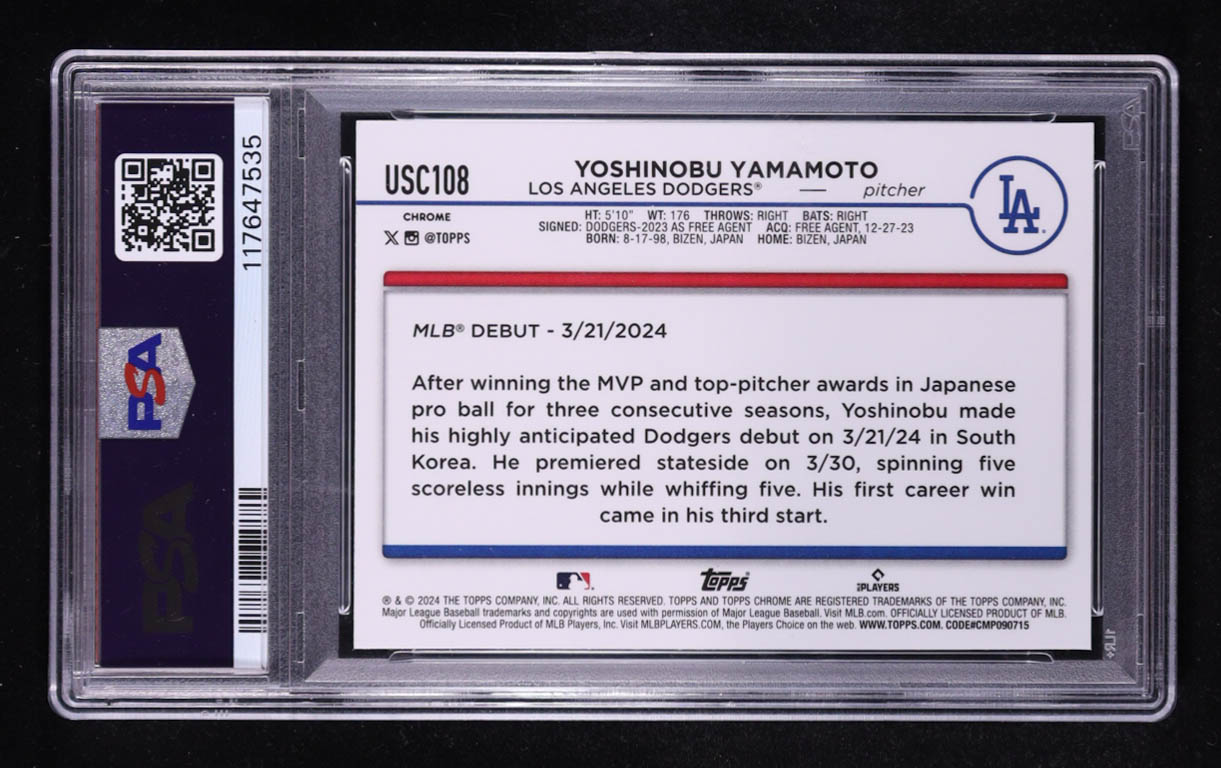 117647535
PSA
PSA
USC108
YOSHINOBU YAMAMOTO
LOS ANGELES DODGERS® — pitcher
LA
CHROME
@TOPPS
HT: 5'10" WT: 176 THROWS: RIGHT BATS: RIGHT
SIGNED: DODGERS-2023 AS FREE AGENT ACQ: FREE AGENT, 12-27-23
BORN: 8-17-98, BIZEN, JAPAN HOME: BIZEN, JAPAN
MLB® DEBUT - 3/21/2024
After winning the MVP and top-pitcher awards in Japanese
pro ball for three consecutive seasons, Yoshinobu made
his highly anticipated Dodgers debut on 3/21/24 in South
Korea. He premiered stateside on 3/30, spinning five
scoreless innings while whiffing five. His first career win
came in his third start.
Topps
PLAYERS
® & © 2024 THE TOPPS COMPANY, INC. ALL RIGHTS RESERVED. TOPPS AND TOPPS CHROME ARE REGISTERED TRADEMARKS OF THE TOPPS COMPANY, INC.
Major League Baseball trademarks and copyrights are used with permission of Major League Baseball. Visit MLB.com. OFFICIALLY LICENSED PRODUCT OF MLB.
Officially Licensed Product of MLB Players, Inc. Visit MLBPLAYERS.COM, the Players Choice on the web. WWW.TOPPS.COM. CODE#CMP090715
PSA